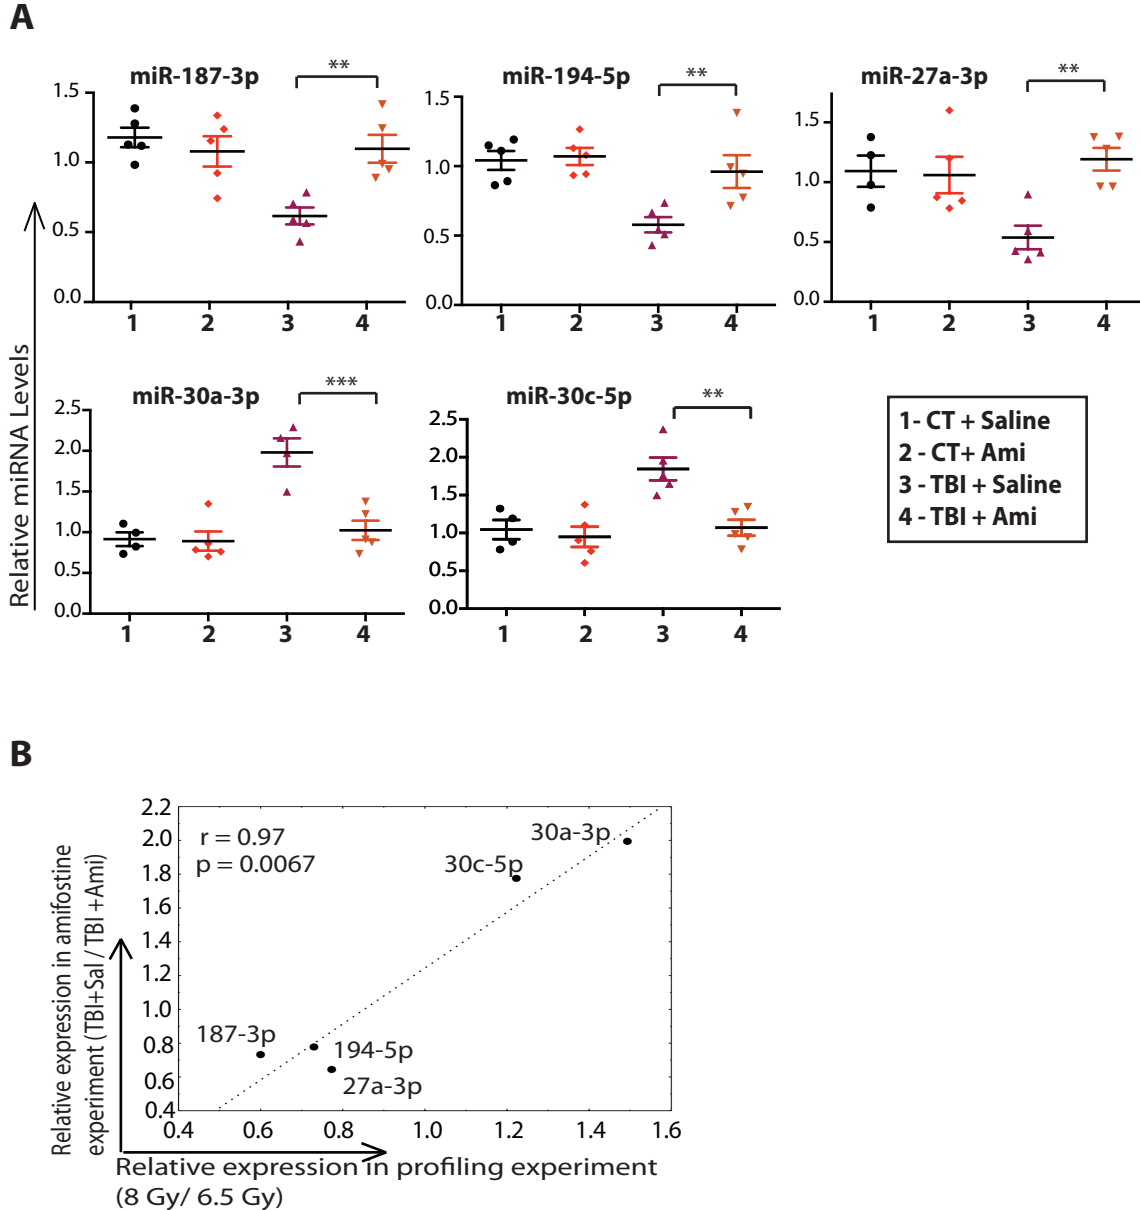 A
miR-187-3p
**
1.5
1.0
0.5
0.0
1 2 3 4
miR-194-5p
**
1.5
1.0
0.5
0.0
1 2 3 4
miR-27a-3p
**
1.5
1.0
0.5
0.0
1 2 3 4
Relative miRNA Levels
miR-30a-3p
***
2.5
2.0
1.5
1.0
0.5
0.0
1 2 3 4
miR-30c-5p
**
2.5
2.0
1.5
1.0
0.5
0.0
1 2 3 4
1- CT + Saline
2 - CT+ Ami
3 - TBI + Saline
4 - TBI + Ami
B
Relative expression in amifostine
experiment (TBI+Sal / TBI +Ami)
2.2
2.0
1.8
1.6
1.4
1.2
1.0
0.8
0.6
0.4
r = 0.97
p = 0.0067
30a-3p
30c-5p
187-3p
194-5p
27a-3p
0.4 0.6 0.8 1.0 1.2 1.4 1.6
Relative expression in profiling experiment
(8 Gy/ 6.5 Gy)